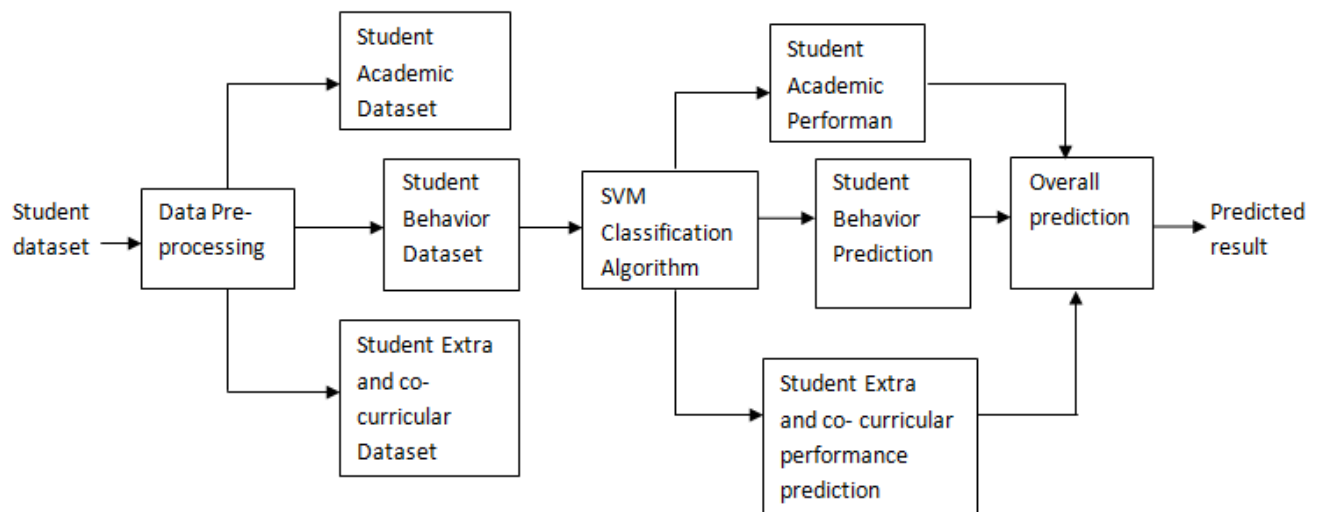 Student
dataset
Data Pre-
processing
Student
Academic
Dataset
Student
Behavior
Dataset
Student Extra
and co-
curricular
Dataset
SVM
Classification
Algorithm
Student
Academic
Performan
Student
Behavior
Prediction
Student Extra
and co- curricular
performance
prediction
Overall
prediction
Predicted
result